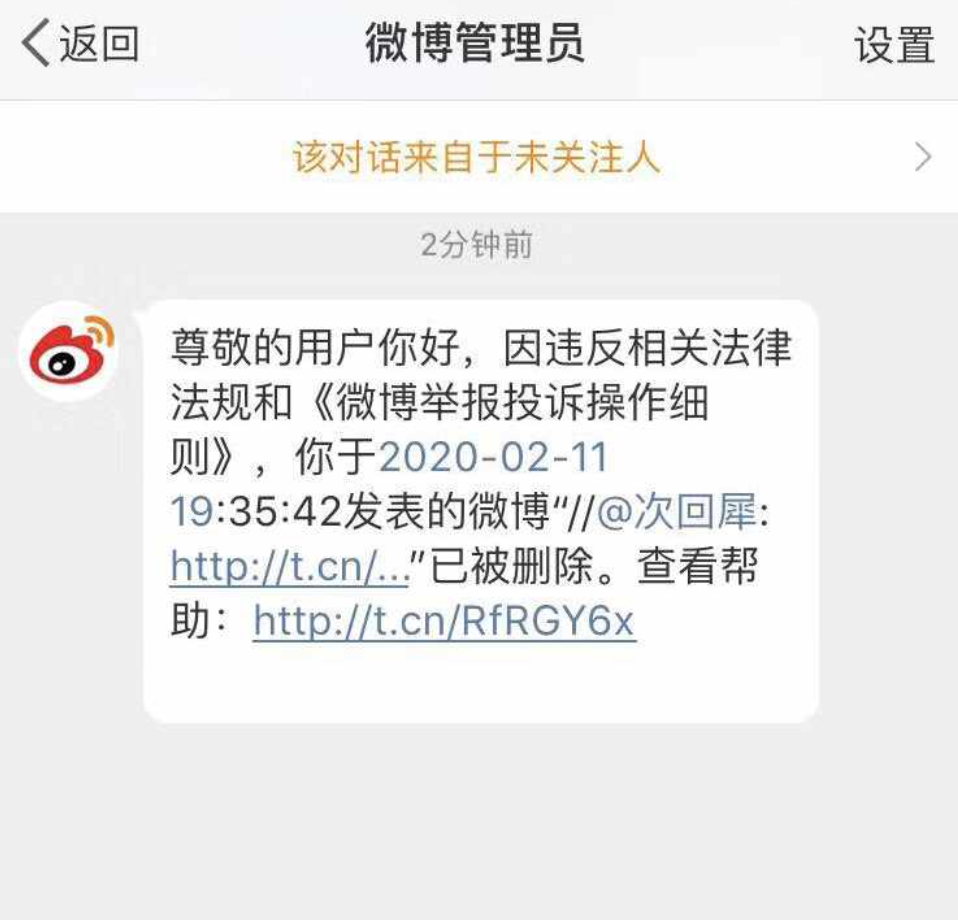 返回 微博管理员 设置
该对话来自于未关注人
2分钟前
尊敬的用户你好，因违反相关法律
法规和《微博举报投诉操作细
则》，你于2020-02-11
19:35:42发表的微博“//@次回犀:
http://t.cn/...”已被删除。查看帮
助：http://t.cn/RfRGY6x